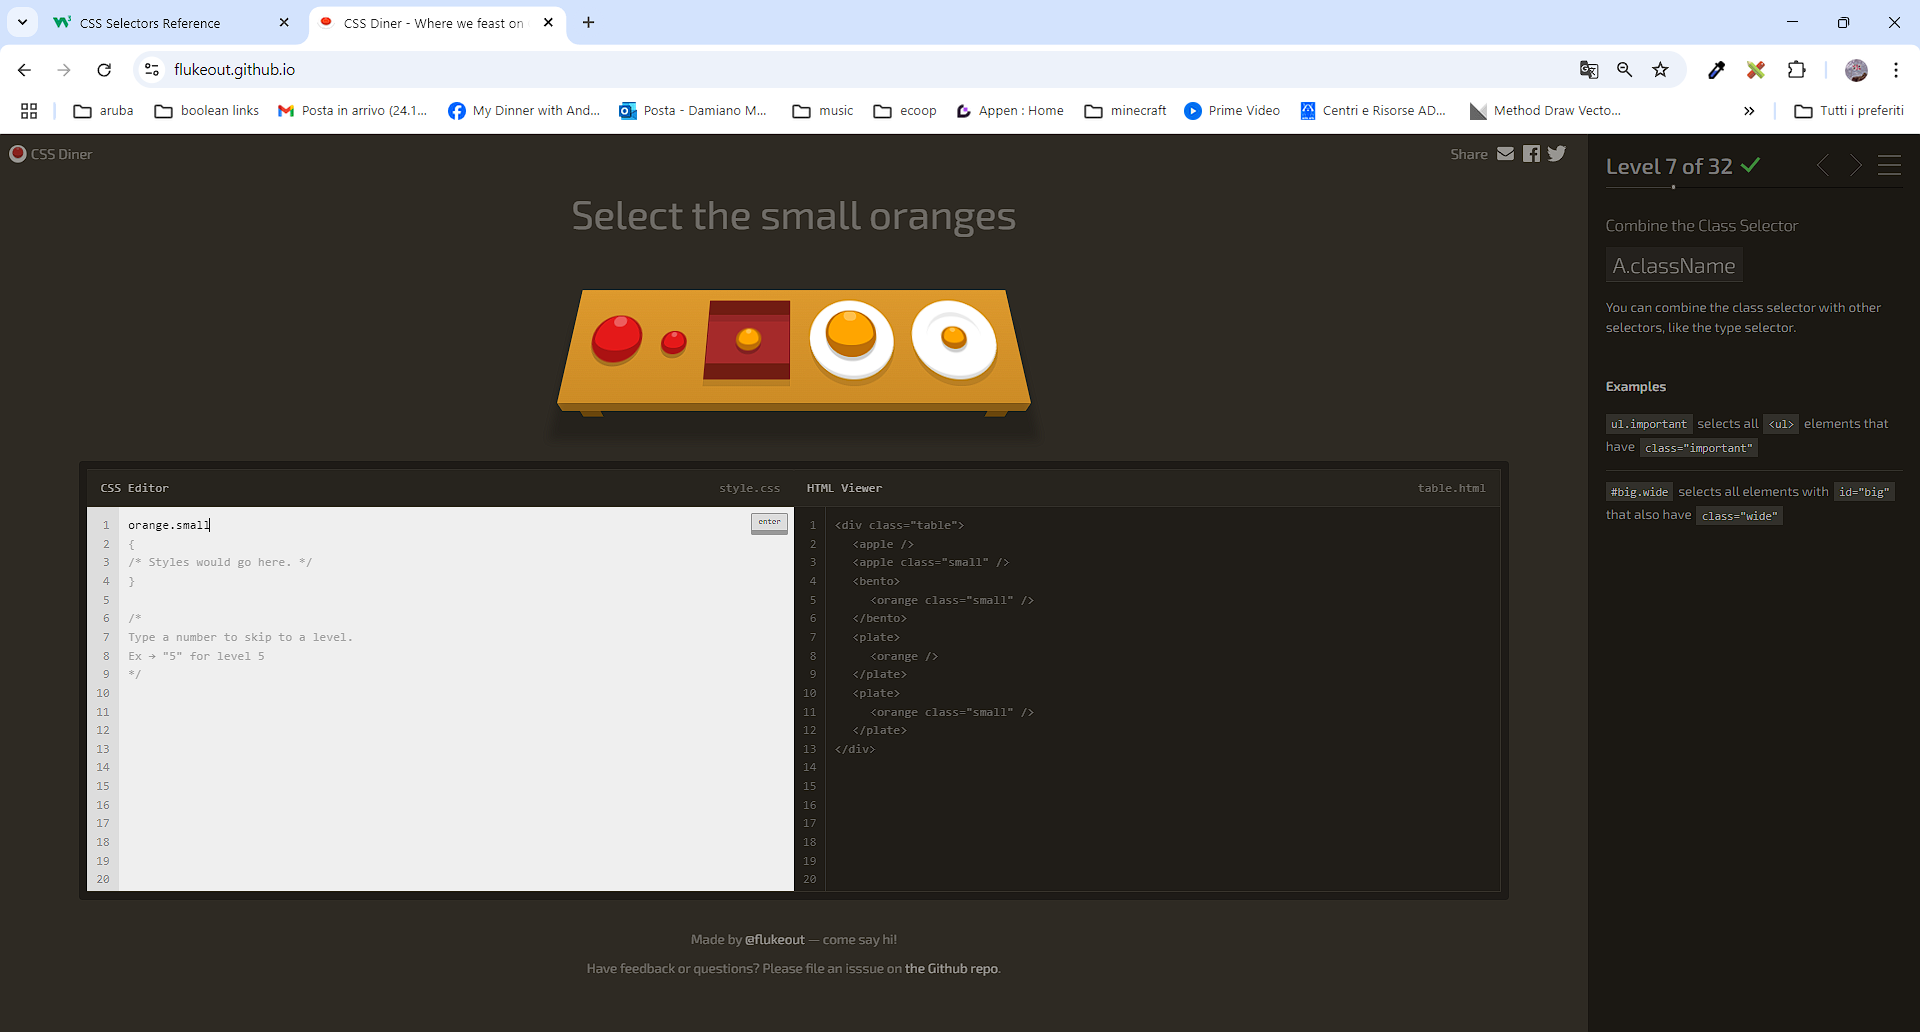 CSS Selectors Reference
CSS Diner - Where we feast on
flukeout.github.io
aruba
boolean links
Posta in arrivo (24.1...
My Dinner with And...
Posta - Damiano M...
music
ecoop
Appen : Home
minecraft
Prime Video
Centri e Risorse AD...
Method Draw Vecto...
»
Tutti i preferiti
CSS Diner
Share
Select the small oranges
CSS Editor
style.css
1 orange.small
enter
2 {
3 /* Styles would go here. */
4 }
5
6 /*
7 Type a number to skip to a level.
8 Ex → "5" for level 5
9 */
10
11
12
13
14
15
16
17
18
19
20
HTML Viewer
table.html
1 <div class="table">
2 <apple />
3 <apple class="small" />
4 <bento>
5 <orange class="small" />
6 </bento>
7 <plate>
8 <orange />
9 </plate>
10 <plate>
11 <orange class="small" />
12 </plate>
13 </div>
14
15
16
17
18
19
20
Made by @flukeout — come say hi!
Have feedback or questions? Please file an isssue on the Github repo.
Level 7 of 32
Combine the Class Selector
A.className
You can combine the class selector with other
selectors, like the type selector.
Examples
ul.important selects all <ul> elements that
have class="important"
#big.wide selects all elements with id="big"
that also have class="wide"